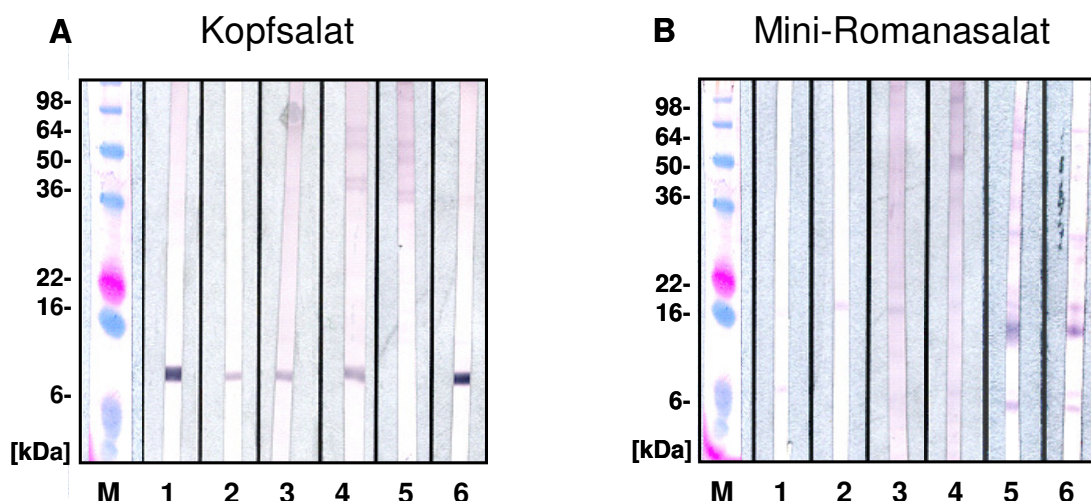 A Kopfsalat
98-
64-
50-
36-
22-
16-
6-
[kDa]
M 1 2 3 4 5 6
B Mini-Romanasalat
98-
64-
50-
36-
22-
16-
6-
[kDa]
M 1 2 3 4 5 6